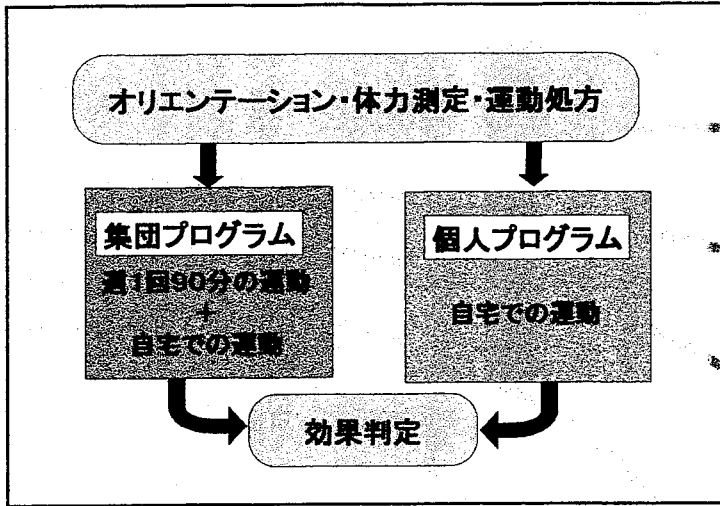 オリエンテーション・体力測定・運動処方
集団プログラム
週1回90分の運動
+
自宅での運動
個人プログラム
自宅での運動
効果判定